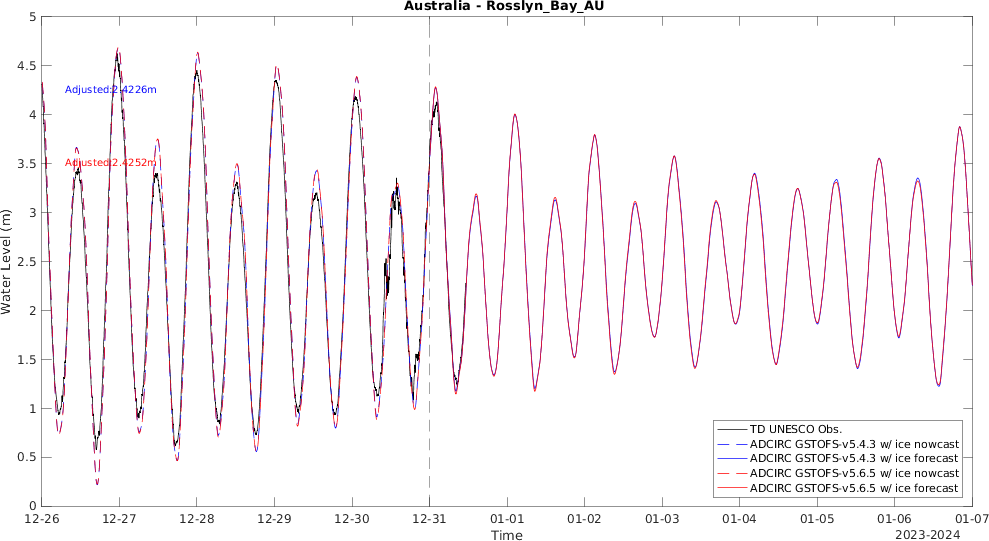 Australia - Rosslyn_Bay_AU
5
4.5
4
3.5
3
2.5
2
1.5
1
0.5
0
Water Level (m)
Adjusted:2.4226m
Adjusted:2.4252m
TD UNESCO Obs.
ADCIRC GSTOFS-v5.4.3 w/ ice nowcast
ADCIRC GSTOFS-v5.4.3 w/ ice forecast
ADCIRC GSTOFS-v5.6.5 w/ ice nowcast
ADCIRC GSTOFS-v5.6.5 w/ ice forecast
12-26 12-27 12-28 12-29 12-30 12-31 01-01 01-02 01-03 01-04 01-05 01-06 01-07
Time
2023-2024